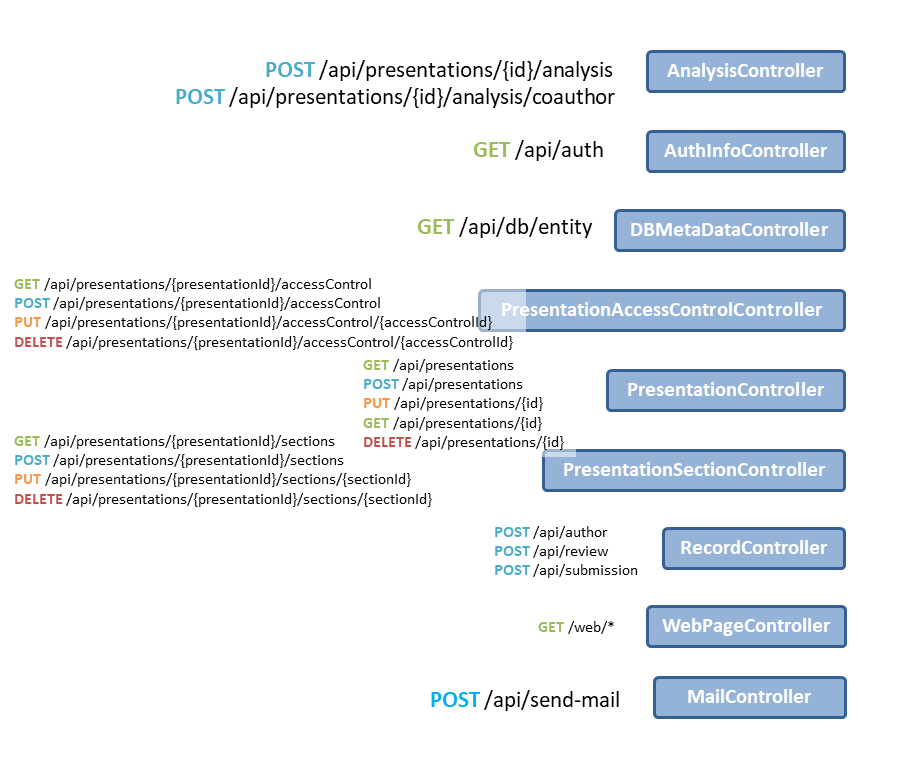 POST /api/presentations/{id}/analysis
POST /api/presentations/{id}/analysis/coauthor
AnalysisController
GET /api/auth
AuthInfoController
GET /api/db/entity
DBMetaDataController
GET /api/presentations/{presentationId}/accessControl
POST /api/presentations/{presentationId}/accessControl
PUT /api/presentations/{presentationId}/accessControl/{accessControlId}
DELETE /api/presentations/{presentationId}/accessControl/{accessControlId}
PresentationAccessControlController
GET /api/presentations
POST /api/presentations
PUT /api/presentations/{id}
GET /api/presentations/{id}
DELETE /api/presentations/{id}
PresentationController
GET /api/presentations/{presentationId}/sections
POST /api/presentations/{presentationId}/sections
PUT /api/presentations/{presentationId}/sections/{sectionId}
DELETE /api/presentations/{presentationId}/sections/{sectionId}
PresentationSectionController
POST /api/author
POST /api/review
POST /api/submission
RecordController
GET /web/*
WebPageController
POST /api/send-mail
MailController